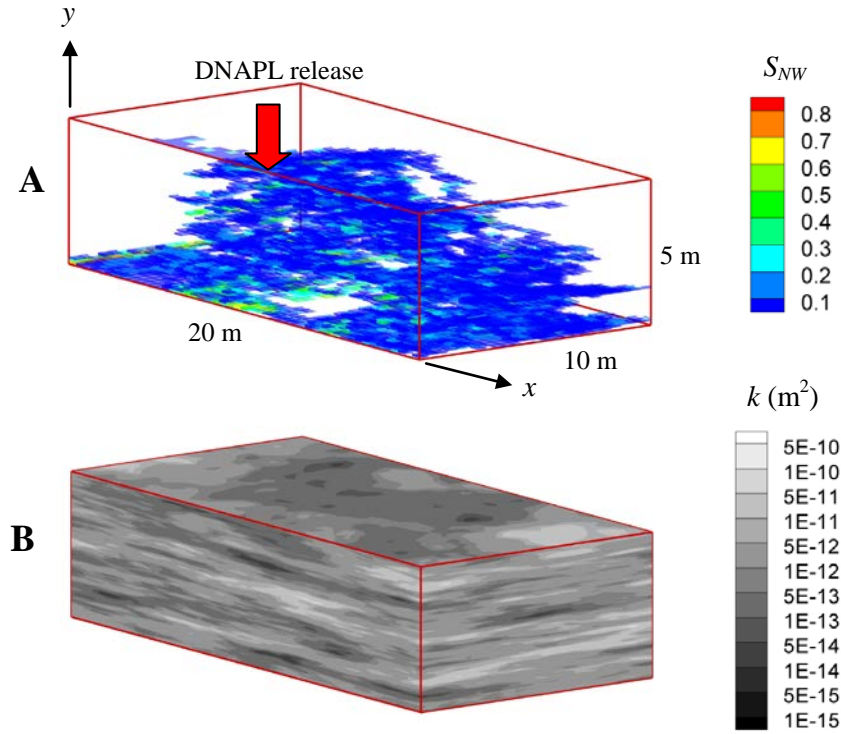 y
DNAPL release
A
5 m
20 m
10 m
x
S_NW
0.8
0.7
0.6
0.5
0.4
0.3
0.2
0.1
B
k (m²)
5E-10
1E-10
5E-11
1E-11
5E-12
1E-12
5E-13
1E-13
5E-14
1E-14
5E-15
1E-15